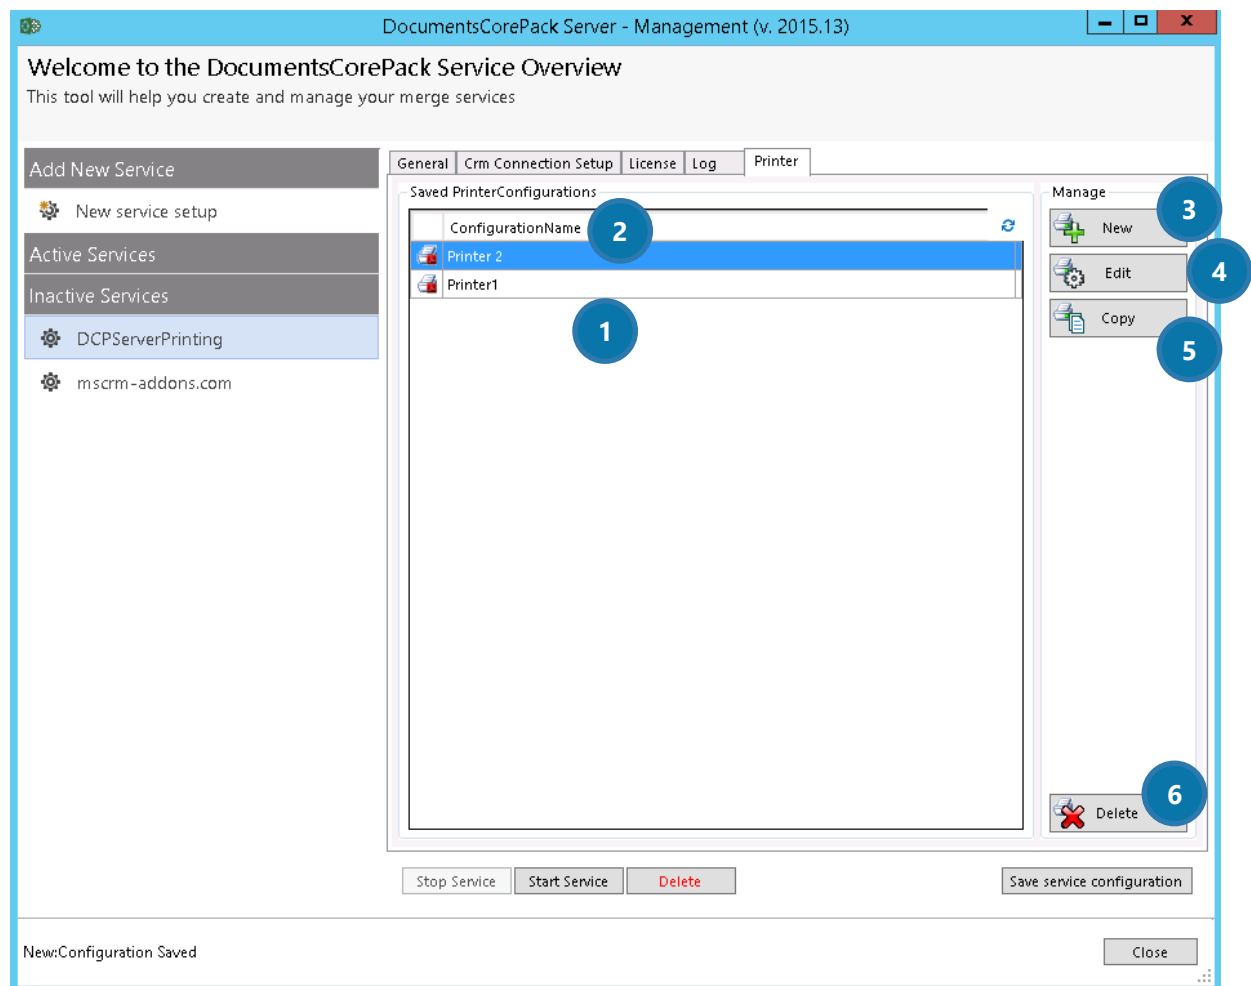 DocumentsCorePack Server - Management (v. 2015.13)
Welcome to the DocumentsCorePack Service Overview
This tool will help you create and manage your merge services
Add New Service
New service setup
Active Services
Inactive Services
DCPServerPrinting
mscrm-addons.com
General
Crm Connection Setup
License
Log
Printer
Saved PrinterConfigurations
ConfigurationName
2
Printer 2
Printer1
1
Manage
New
3
Edit
4
Copy
5
Delete
6
Stop Service
Start Service
Delete
Save service configuration
New:Configuration Saved
Close